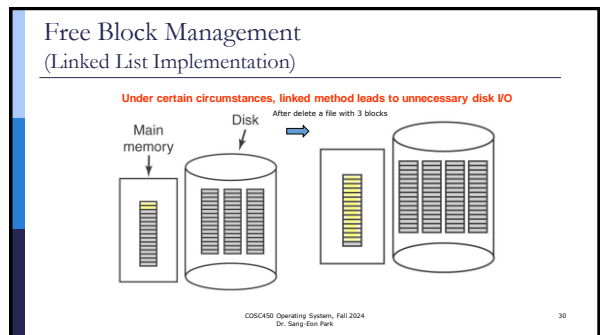 Free Block Management
(Linked List Implementation)
Under certain circumstances, linked method leads to unnecessary disk I/O
After delete a file with 3 blocks
Disk
Main
memory
COSC450 Operating System, Fall 2024
Dr. Sang-Eon Park
30